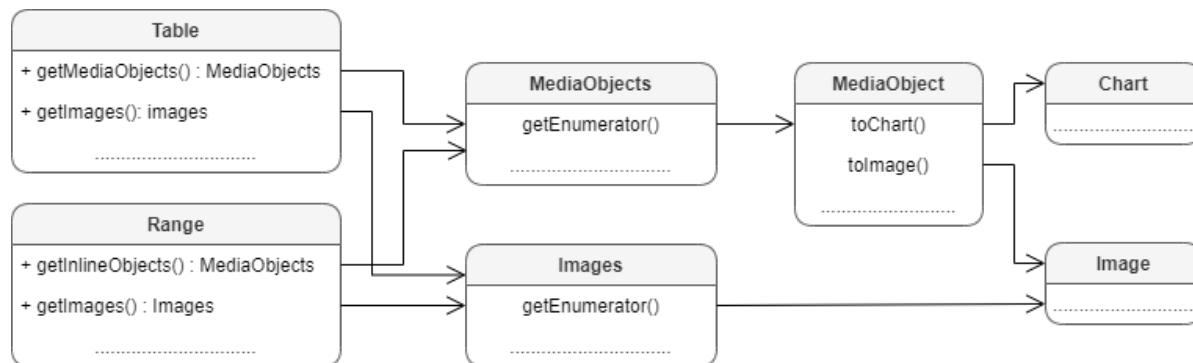 Table
+ getMediaObjects() : MediaObjects
+ getImages(): images
................................
Range
+ getInlineObjects() : MediaObjects
+ getImages() : Images
................................
MediaObjects
getEnumerator()
................................
Images
getEnumerator()
................................
MediaObject
toChart()
toImage()
...........................
Chart
............................
Image
............................